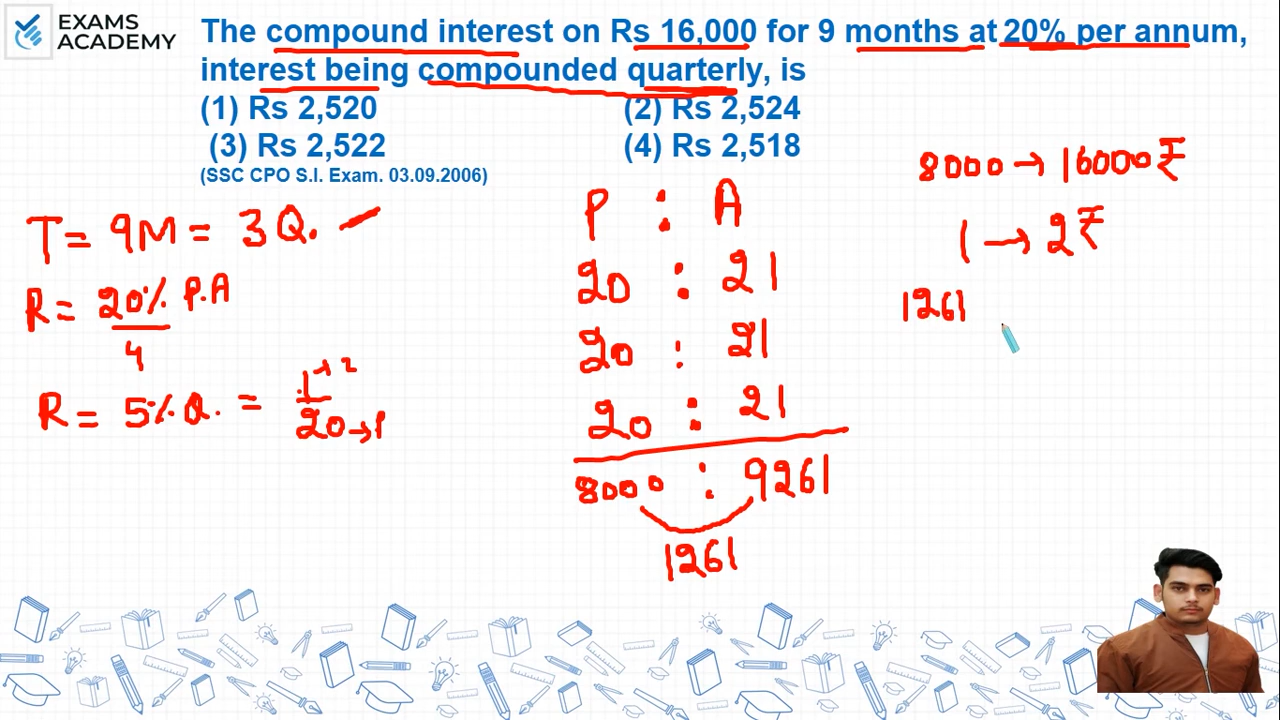 EXAMS
ACADEMY
The compound interest on Rs 16,000 for 9 months at 20% per annum,
interest being compounded quarterly, is
(1) Rs 2,520 (2) Rs 2,524
(3) Rs 2,522 (4) Rs 2,518
(SSC CPO S.I. Exam. 03.09.2006)
T = 9M = 3 Q.
R = 20% P.A
4
R = 5% Q. = 1 →
20 → P
P : A
20 : 21
20 : 21
20 : 21
8000 : 9261
1261
8000 → 16000 ₹
1 → 2 ₹
1261